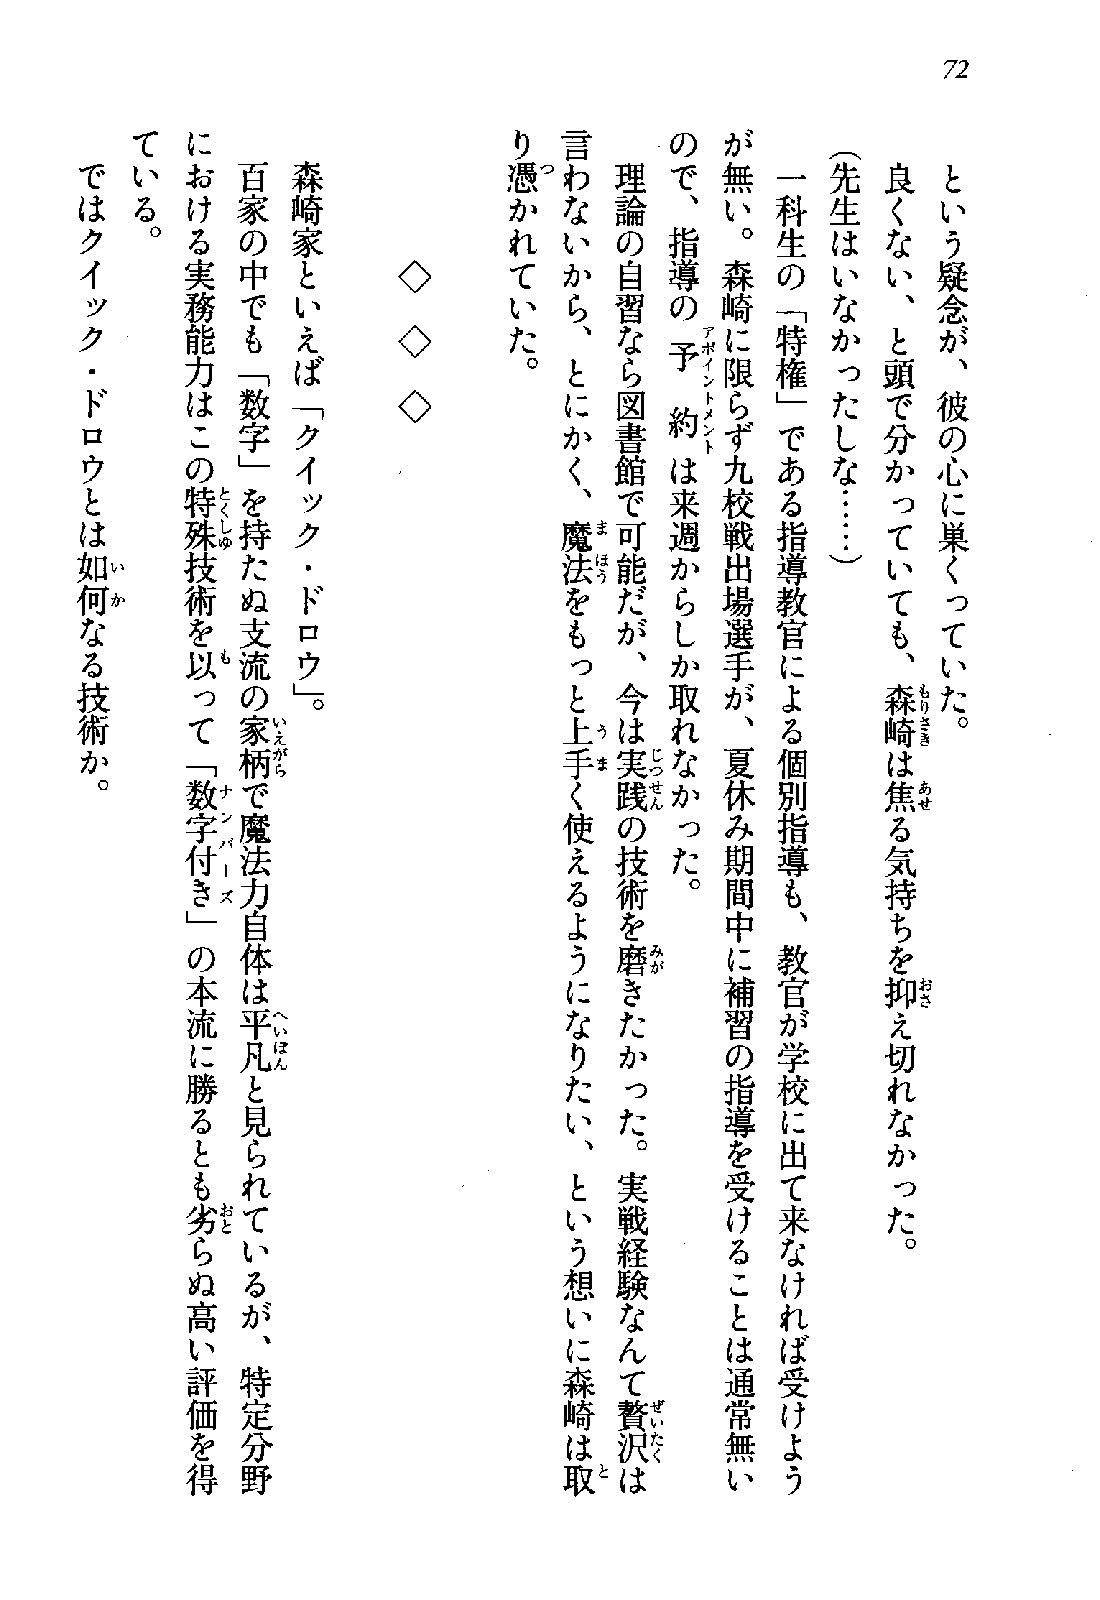 72
という疑念が、彼の心に巣くっていた。
良くない、と頭で分かっていても、森崎は焦る気持ちを抑え切れなかった。
（先生はいなかったしな……）
一科生の「特権」である指導教官による個別指導も、教官が学校に出て来なければ受けよう
が無い。森崎に限らず九校戦出場選手が、夏休み期間中に補習の指導を受けることは通常無い
ので、指導の予約は来週からしか取れなかった。
理論の自習なら図書館で可能だが、今は実践の技術を磨きたかった。実戦経験なんて贅沢は
言わないから、とにかく、魔法をもっと上手く使えるようになりたい、という想いに森崎は取
り憑かれていた。
◇　◇　◇
森崎家といえば「クイック・ドロウ」。
百家の中でも「数字」を持たぬ支流の家柄で魔法力自体は平凡と見られているが、特定分野
における実務能力はこの特殊技術を以って「数字付き」の本流に勝るとも劣らぬ高い評価を得
ている。
ではクイック・ドロウとは如何なる技術か。